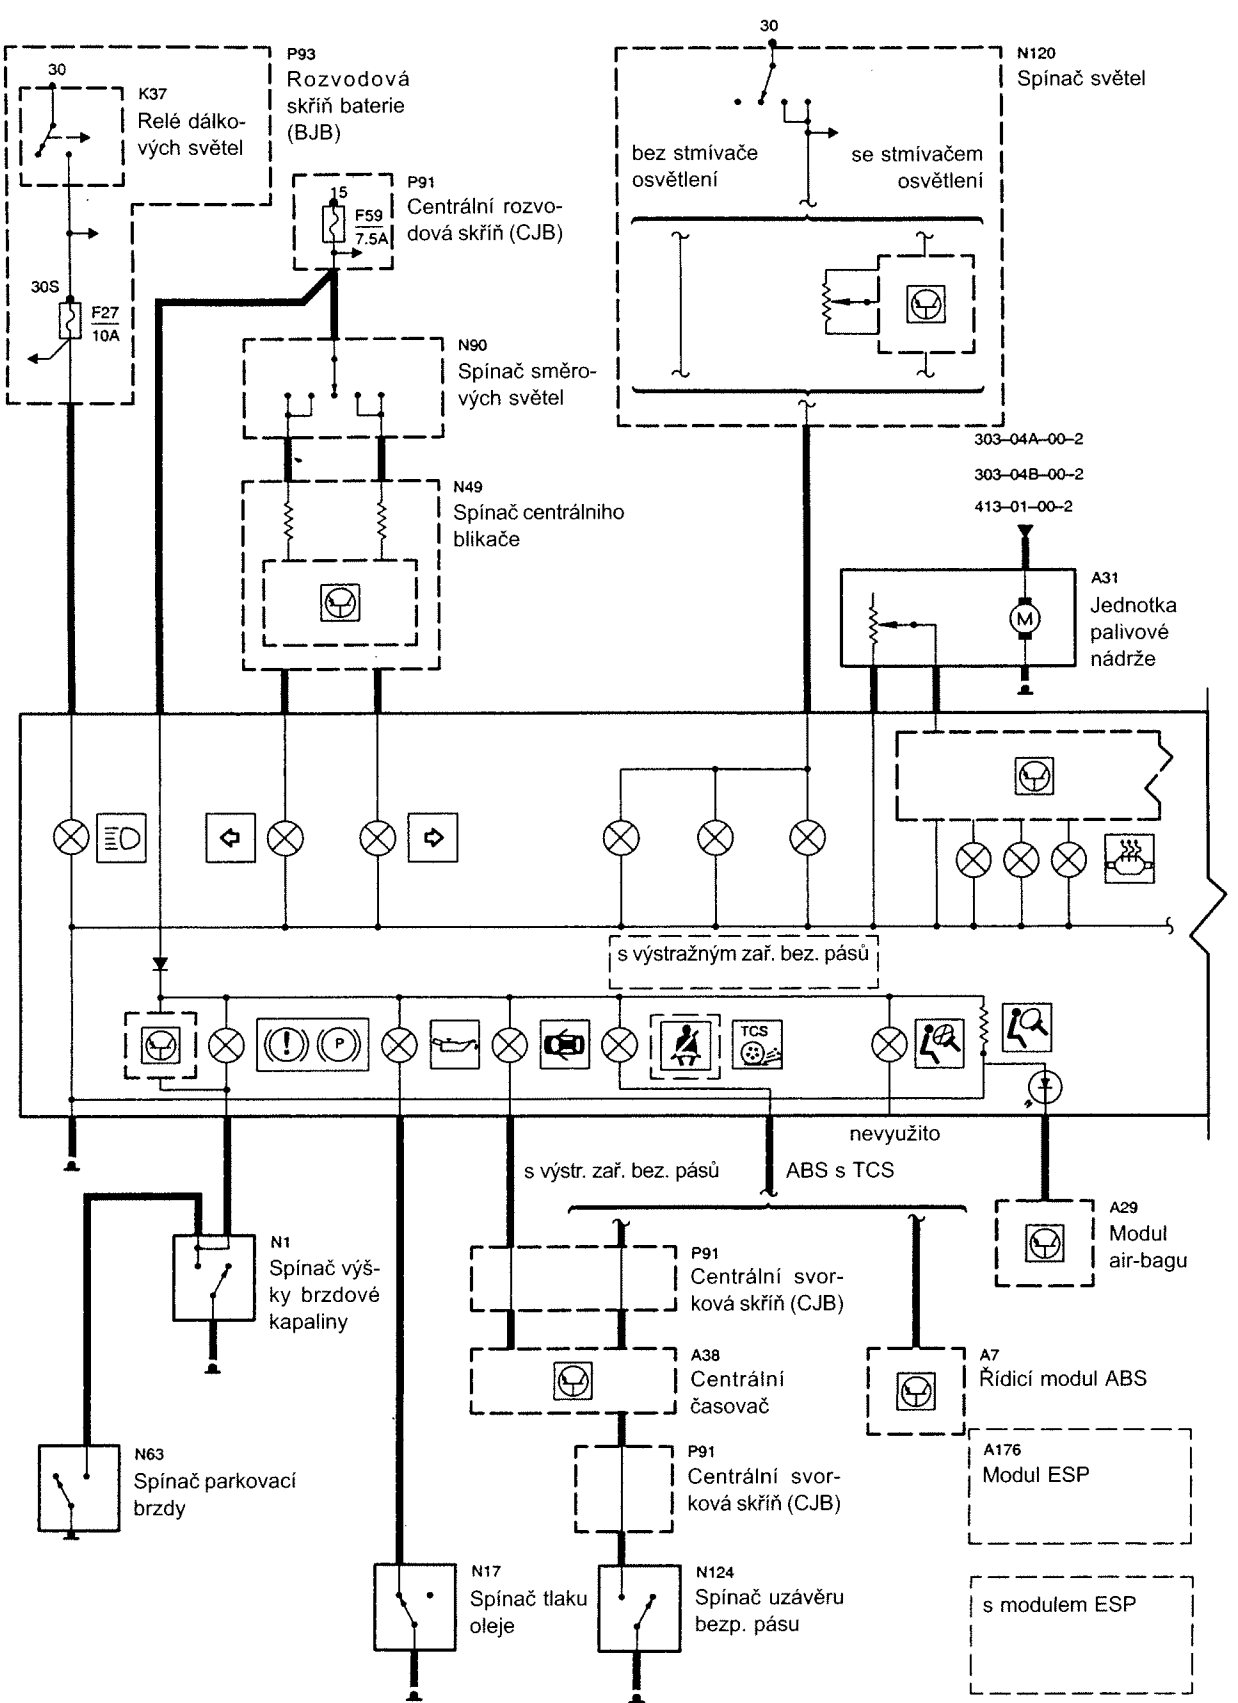 30
K37
Relé dálko-
vých světel
P93
Rozvodová
skříň baterie
(BJB)
30S
F27
10A
15
F59
7.5A
P91
Centrální rozvo-
dová skříň (CJB)
N90
Spínač směro-
vých světel
N49
Spínač centrálniho
blikače
30
N120
Spínač světel
bez stmívače
osvětlení
se stmívačem
osvětlení
303–04A–00–2
303–04B–00–2
413–01–00–2
A31
Jednotka
palivové
nádrže
M
s výstražným zař. bez. pásů
P
TCS
nevyužito
s výstr. zař. bez. pásů
ABS s TCS
N1
Spínač výš-
ky brzdové
kapaliny
N63
Spínač parkovací
brzdy
N17
Spínač tlaku
oleje
P91
Centrální svor-
ková skříň (CJB)
A38
Centrální
časovač
P91
Centrální svor-
ková skříň (CJB)
N124
Spínač uzávěru
bezp. pásu
A29
Modul
air-bagu
A7
Řídicí modul ABS
A176
Modul ESP
s modulem ESP